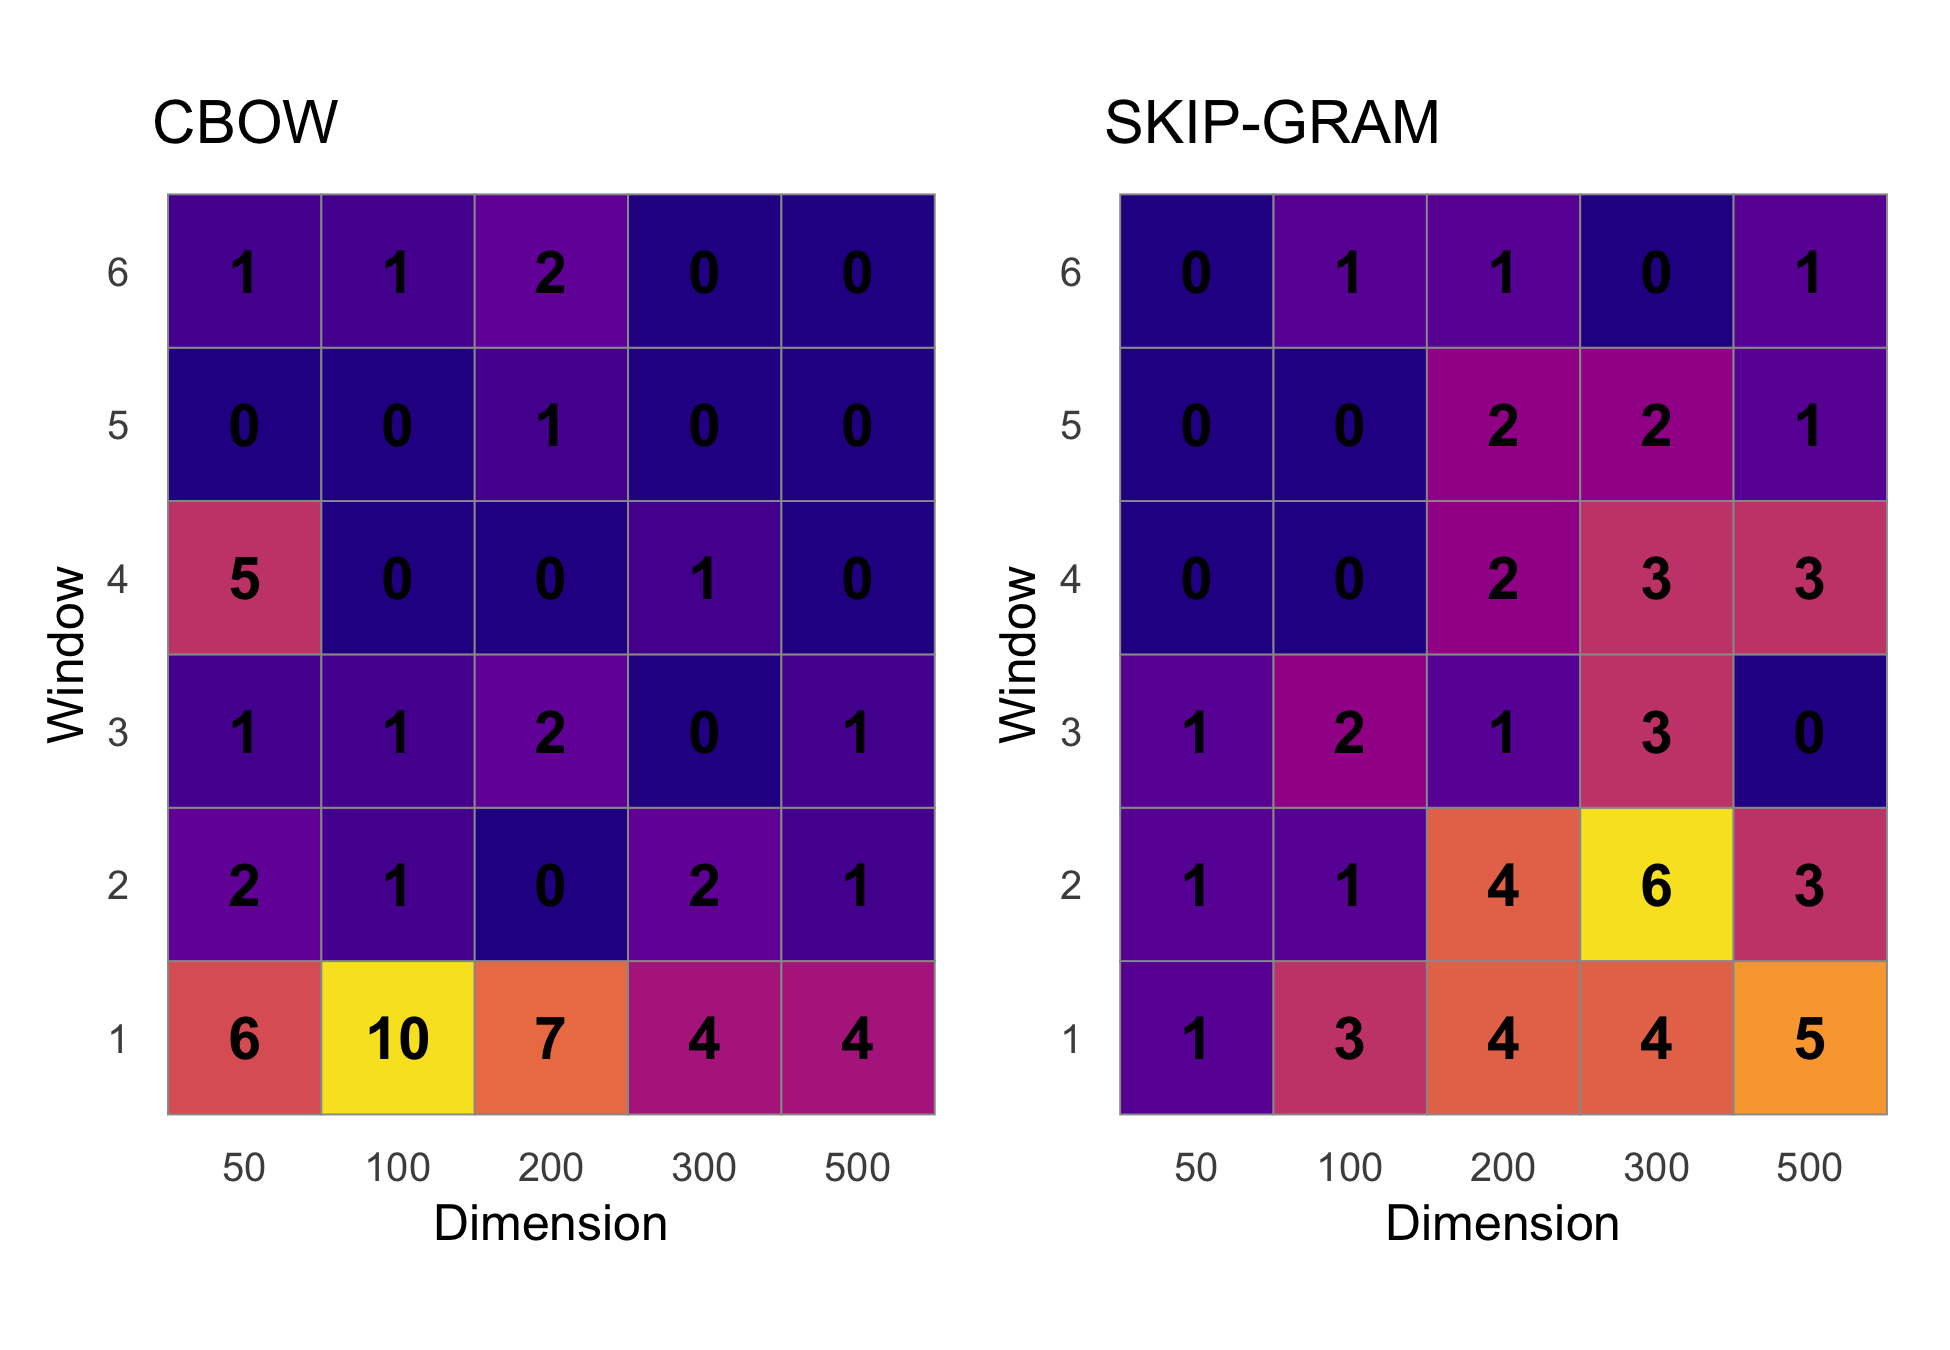 CBOW
Window
6 1 1 2 0 0
5 0 0 1 0 0
4 5 0 0 1 0
3 1 1 2 0 1
2 2 1 0 2 1
1 6 10 7 4 4
50 100 200 300 500
Dimension
SKIP-GRAM
Window
6 0 1 1 0 1
5 0 0 2 2 1
4 0 0 2 3 3
3 1 2 1 3 0
2 1 1 4 6 3
1 1 3 4 4 5
50 100 200 300 500
Dimension